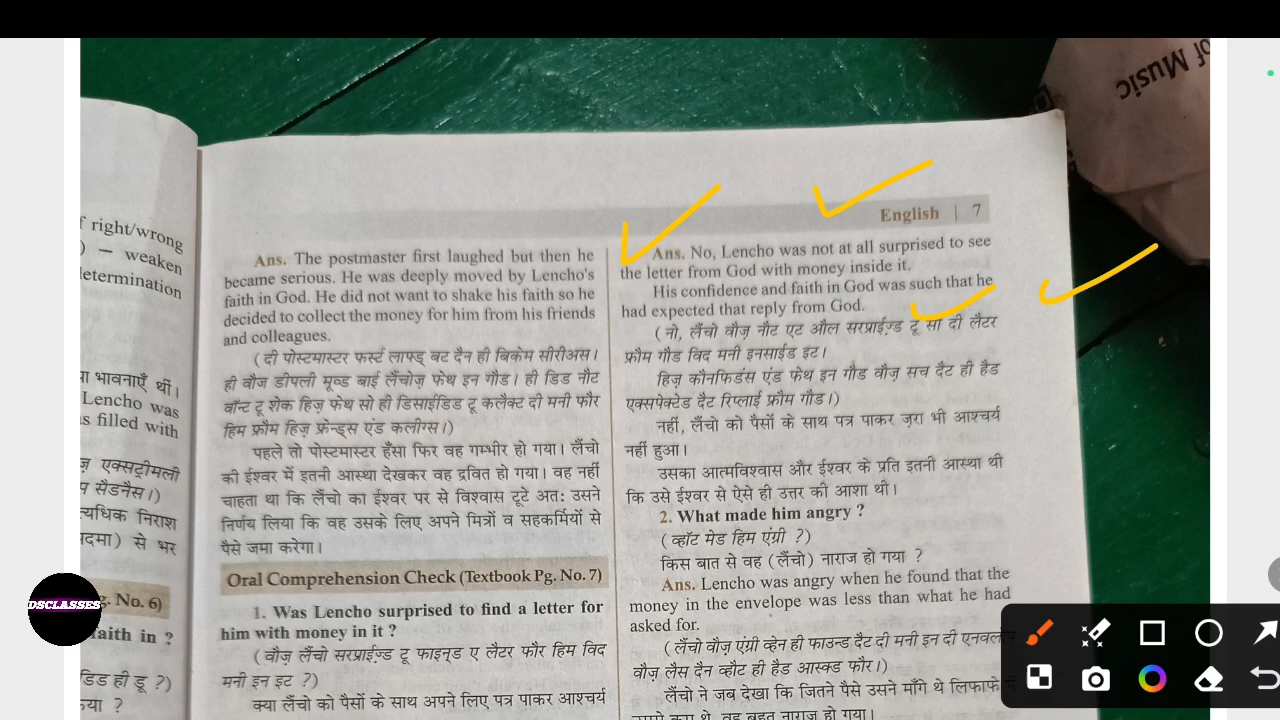 of Music
f right/wrong
) — weaken
determination
ा भावनाएँ थीं।
Lencho was
s filled with
ज़ एक्सट्रीमली
सैडनैस।)
त्यधिक निराश
से भर
g. No. 6)
faith in ?
डिड ही डू ?)
DSCLASSES
English | 7
Ans. The postmaster first laughed but then he
became serious. He was deeply moved by Lencho's
faith in God. He did not want to shake his faith so he
decided to collect the money for him from his friends
and colleagues.
(दी पोस्टमास्टर फर्स्ट लाफ्ड् बट दैन ही बिकेम सीरीअस।
ही वौज डीपली मूव्ड बाई लैंचोज़ फेथ इन गौड। ही डिड नौट
वॉन्ट टू शेक हिज़ फेथ सो ही डिसाईडिड टू कलैक्ट दी मनी फौर
हिम फ्रोम हिज़ फ्रेन्ड्स एंड कलीग्स।)
पहले तो पोस्टमास्टर हँसा फिर वह गम्भीर हो गया। लैंचो
की ईश्वर में इतनी आस्था देखकर वह द्रवित हो गया। वह नहीं
चाहता था कि लैंचो का ईश्वर पर से विश्वास टूटे अतः उसने
निर्णय लिया कि वह उसके लिए अपने मित्रों व सहकर्मियों से
पैसे जमा करेगा।
Oral Comprehension Check (Textbook Pg. No. 7)
1. Was Lencho surprised to find a letter for
him with money in it ?
(वौज़ लैंचो सरप्राईज्ड टू फाइन्ड ए लैटर फौर हिम विद
मनी इन इट ?)
क्या लैंचो को पैसों के साथ अपने लिए पत्र पाकर आश्चर्य
Ans. No, Lencho was not at all surprised to see
the letter from God with money inside it.
His confidence and faith in God was such that he
had expected that reply from God.
(नो, लैंचो वौज़ नौट एट औल सरप्राईज़्ड टू सी दी लैटर
फ्रौम गौड विद मनी इनसाईड इट।
हिज़ कौनफिडंस एंड फेथ इन गौड वौज़ सच दैट ही हैड
एक्सपेक्टेड दैट रिप्लाई फ्रौम गौड।)
नहीं, लैंचो को पैसों के साथ पत्र पाकर ज़रा भी आश्चर्य
नहीं हुआ।
उसका आत्मविश्वास और ईश्वर के प्रति इतनी आस्था थी
कि उसे ईश्वर से ऐसे ही उत्तर की आशा थी।
2. What made him angry ?
(व्हॉट मेड हिम एंग्री ?)
किस बात से वह (लैंचो) नाराज हो गया ?
Ans. Lencho was angry when he found that the
money in the envelope was less than what he had
asked for.
(लैंचो वौज़ एंग्री व्हेन ही फाउन्ड दैट दी मनी इन दी एनवलोप
वौज़ लैस दैन व्हौट ही हैड आस्क्ड फौर।)
लैंचो ने जब देखा कि जितने पैसे उसने माँगे थे लिफाफे में
वह बहुत नाराज हो गया।